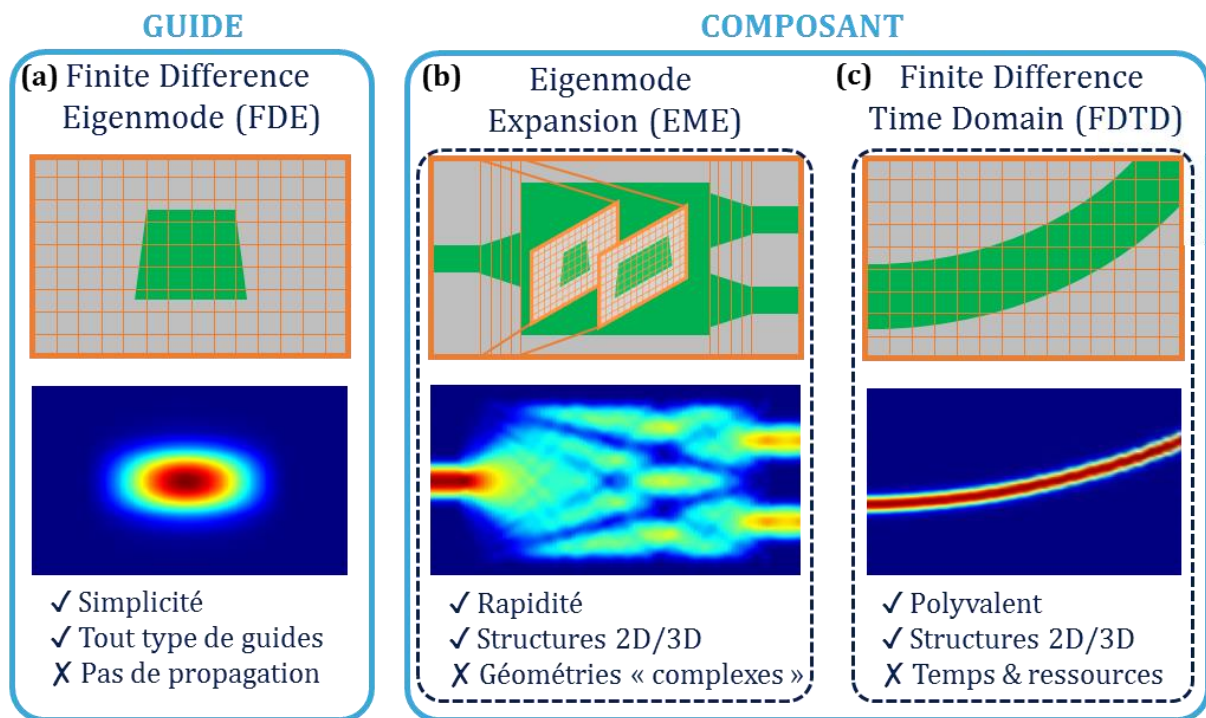 GUIDE
(a) Finite Difference
Eigenmode (FDE)
✓ Simplicité
✓ Tout type de guides
✗ Pas de propagation
COMPOSANT
(b) Eigenmode
Expansion (EME)
✓ Rapidité
✓ Structures 2D/3D
✗ Géométries « complexes »
(c) Finite Difference
Time Domain (FDTD)
✓ Polyvalent
✓ Structures 2D/3D
✗ Temps & ressources